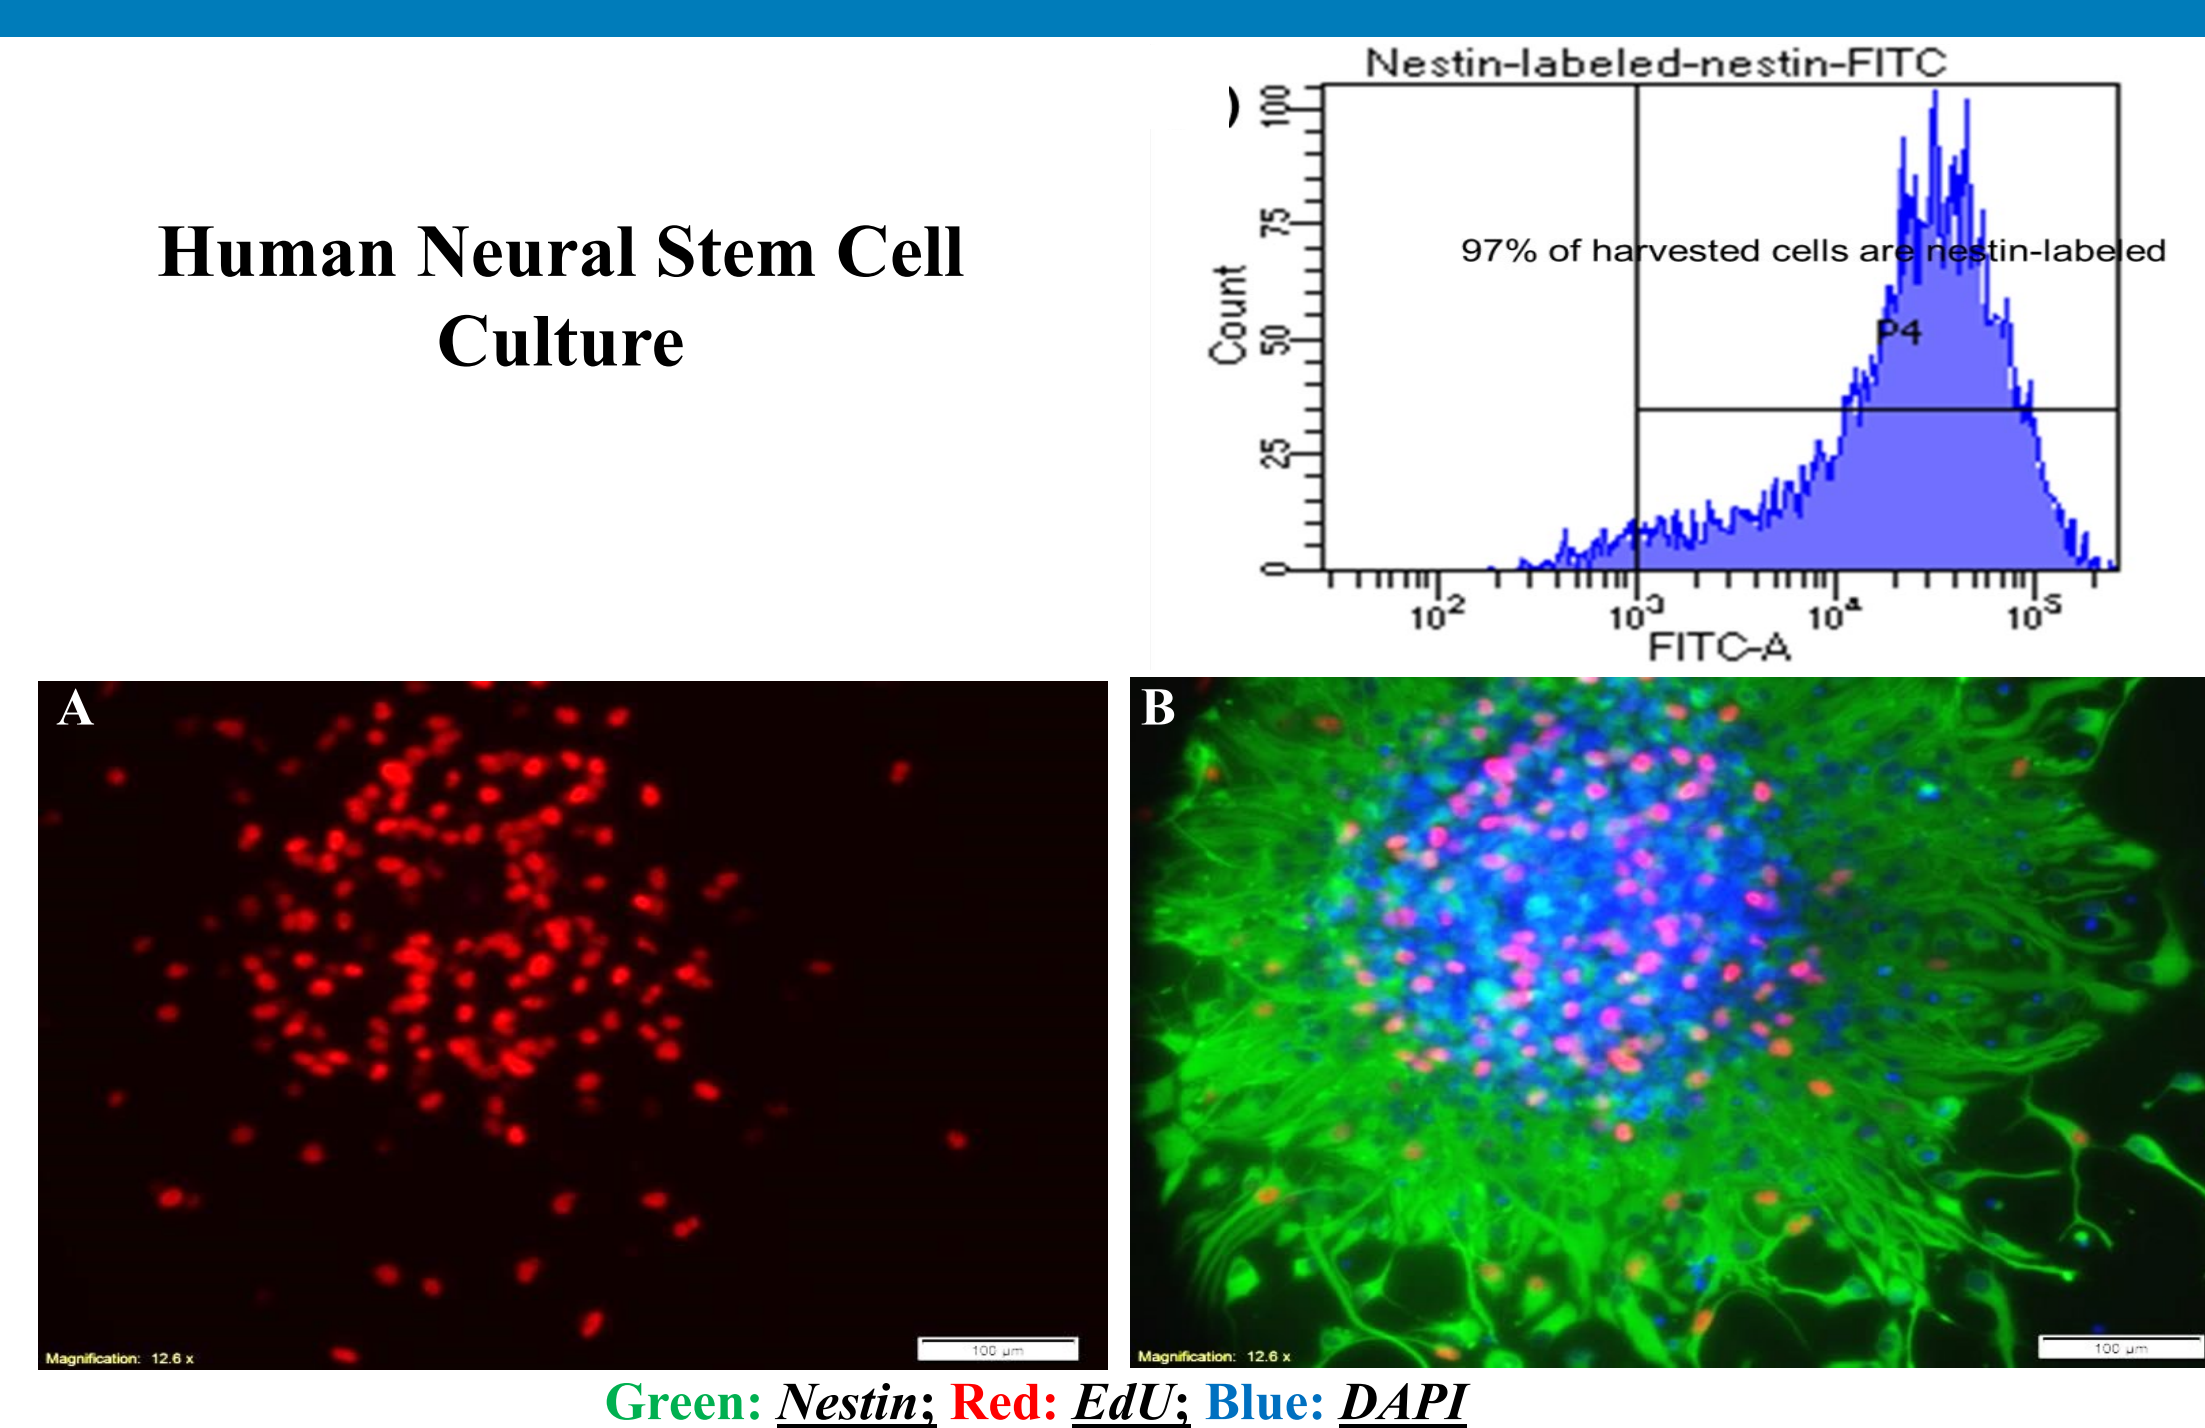 Human Neural Stem Cell
Culture
)
Nestin-labeled-nestin-FITC
100
75
50
25
0
Count
97% of harvested cells are nestin-labeled
P4
10² 10³ 10⁴ 10⁵
FITC-A
A
Magnification: 12.6 x
100 µm
B
Magnification: 12.6 x
100 µm
Green: Nestin; Red: EdU; Blue: DAPI